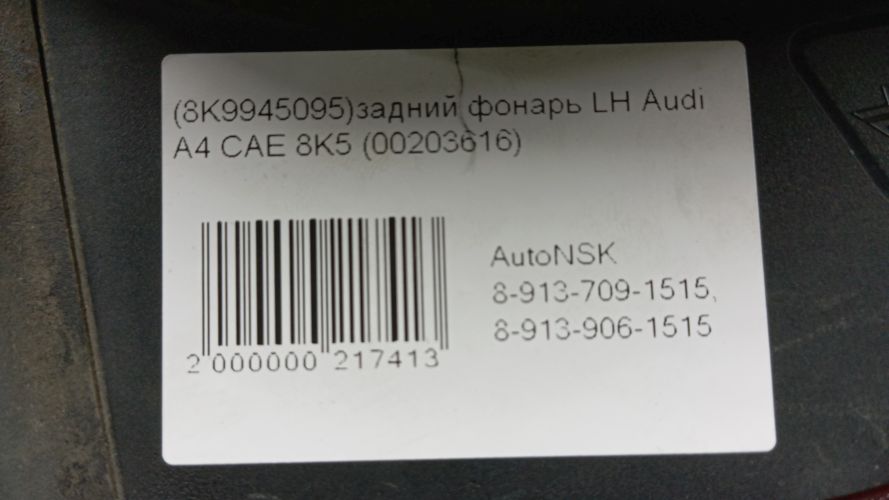 (8K9945095)задний фонарь LH Audi
A4 CAE 8K5 (00203616)
AutoNSK
8-913-709-1515,
8-913-906-1515
2 000000 217413